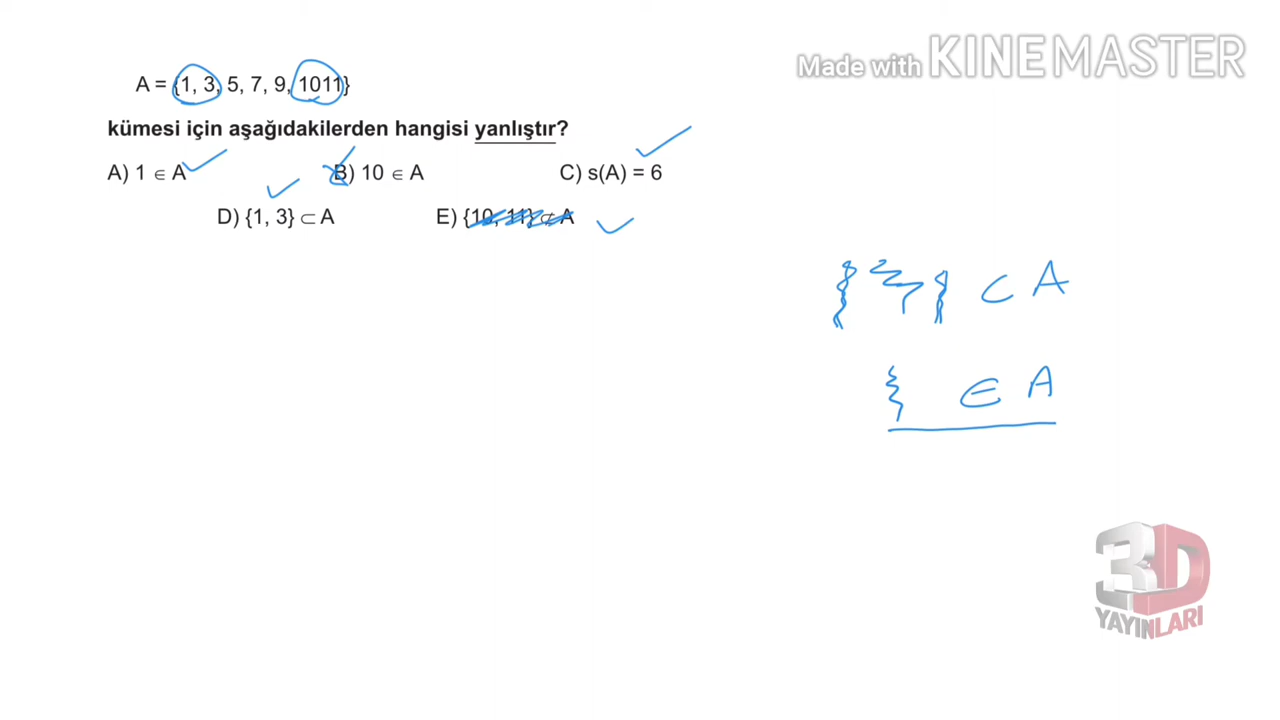 Made with KINEMASTER
A = {1, 3, 5, 7, 9, 1011}
kümesi için aşağıdakilerden hangisi yanlıştır?
A) 1 ∈ A
B) 10 ∈ A
C) s(A) = 6
D) {1, 3} ⊂ A
E) {10, 11} ⊄ A
{ } ⊂ A
{ ∈ A
3D
YAYINLARI